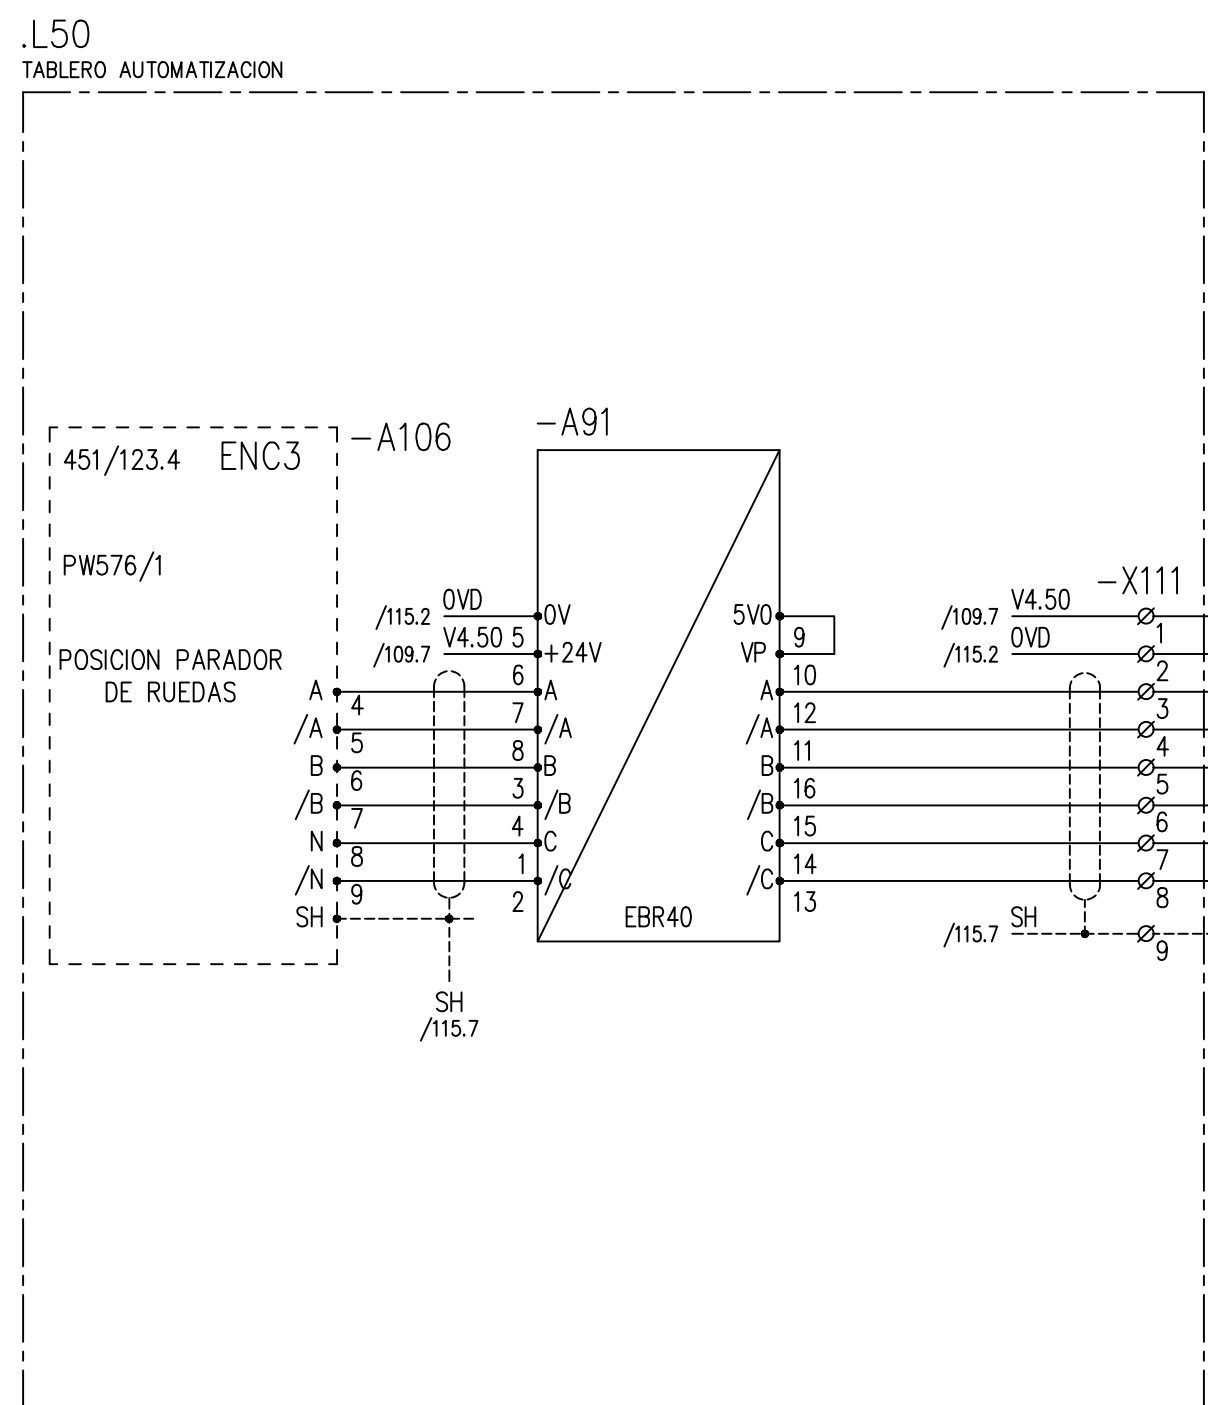 .L50
TABLERO AUTOMATIZACION
-A106
-A91
451/123.4 ENC3
PW576/1
-X111
POSICION PARADOR
DE RUEDAS
/115.2 0VD 0V 5V0 /109.7 V4.50
5 9 1
/109.7 V4.50 +24V VP /115.2 0VD
6 10 2
A A A
4 7 12 3
/A /A /A
5 8 11 4
B B B
6 3 16 5
/B /B /B
7 4 15 6
N C C
8 1 14 7
/N /C /C
9 2 13 8
SH EBR40 /115.7 SH
9
SH
/115.7